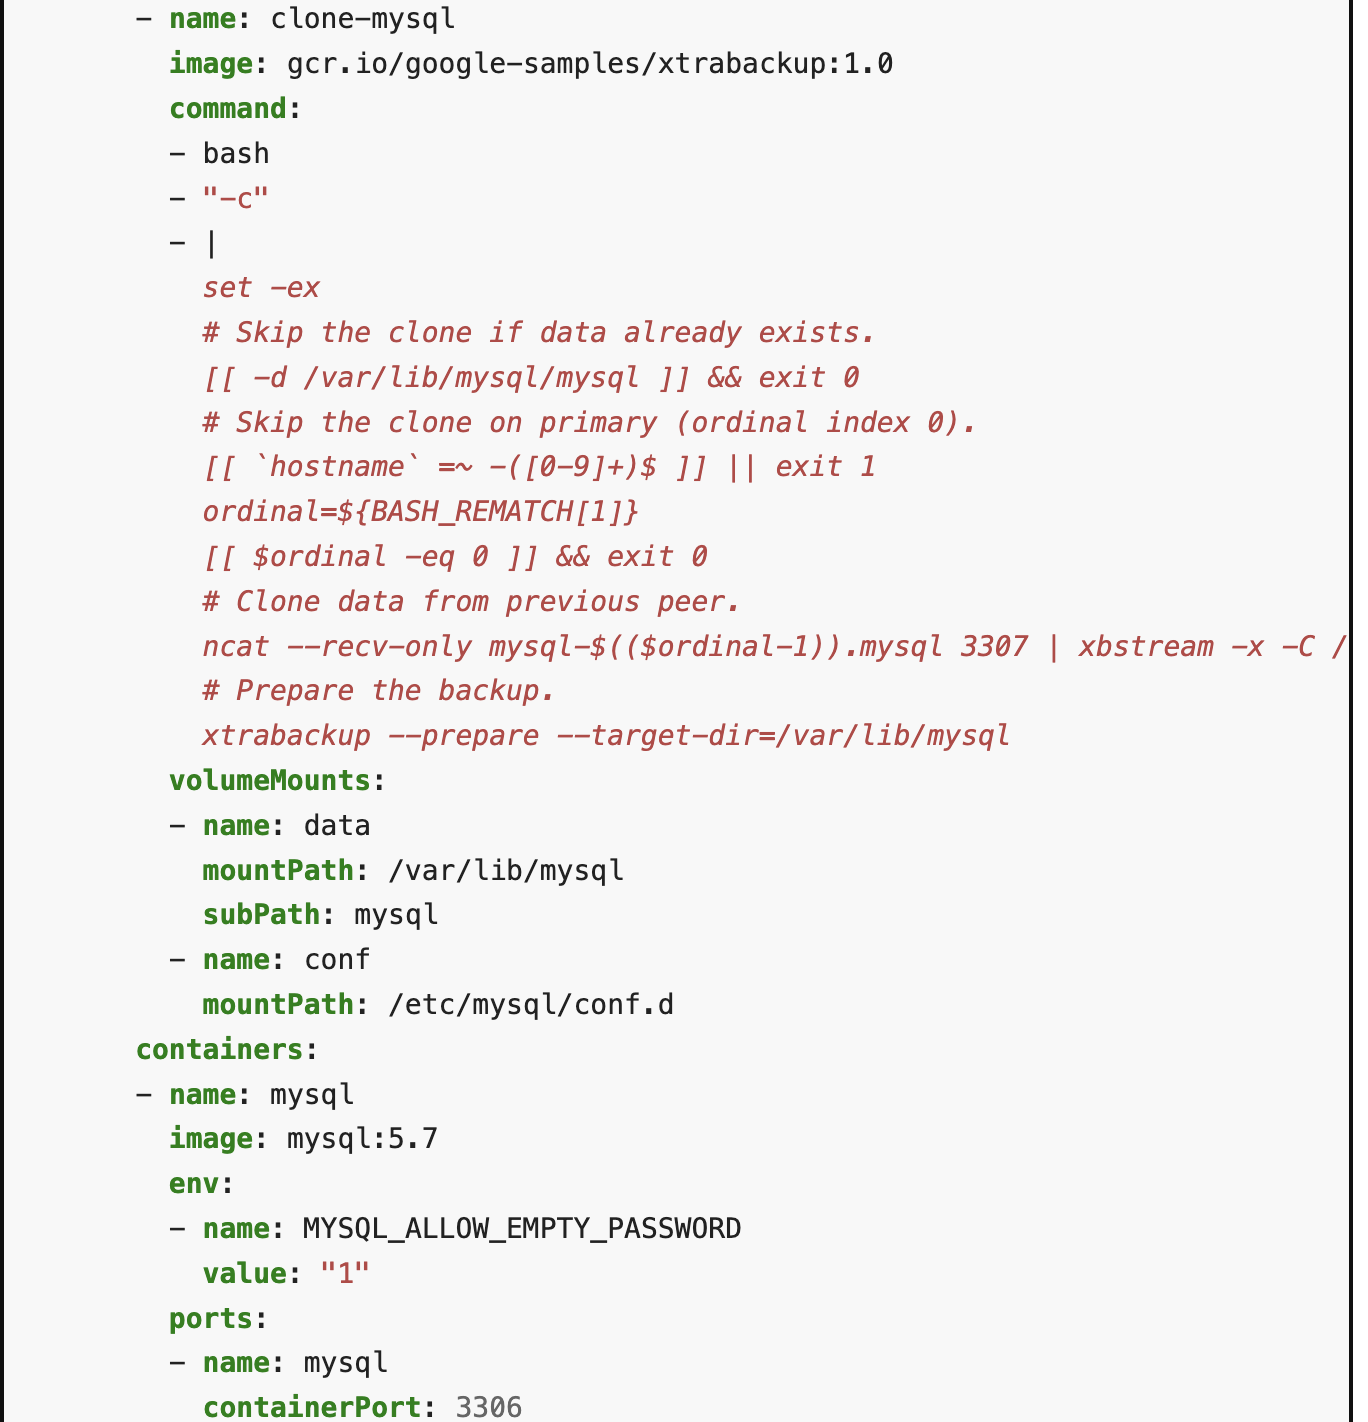 - name: clone-mysql
  image: gcr.io/google-samples/xtrabackup:1.0
  command:
  - bash
  - "-c"
  - |
    set -ex
    # Skip the clone if data already exists.
    [[ -d /var/lib/mysql/mysql ]] && exit 0
    # Skip the clone on primary (ordinal index 0).
    [[ `hostname` =~ -([0-9]+)$ ]] || exit 1
    ordinal=${BASH_REMATCH[1]}
    [[ $ordinal -eq 0 ]] && exit 0
    # Clone data from previous peer.
    ncat --recv-only mysql-$(($ordinal-1)).mysql 3307 | xbstream -x -C /
    # Prepare the backup.
    xtrabackup --prepare --target-dir=/var/lib/mysql
  volumeMounts:
  - name: data
    mountPath: /var/lib/mysql
    subPath: mysql
  - name: conf
    mountPath: /etc/mysql/conf.d
containers:
- name: mysql
  image: mysql:5.7
  env:
  - name: MYSQL_ALLOW_EMPTY_PASSWORD
    value: "1"
  ports:
  - name: mysql
    containerPort: 3306